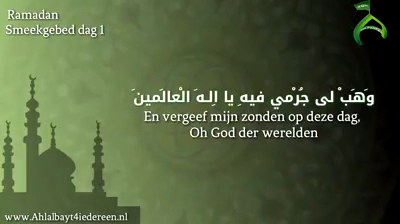 Ramadan
Smeekgebed dag 1
وَهَبْ لى جُرْمي فيهِ يا اِلـهَ الْعالَمينَ
En vergeef mijn zonden op deze dag,
Oh God der werelden
www.Ahlalbayt4iedereen.nl